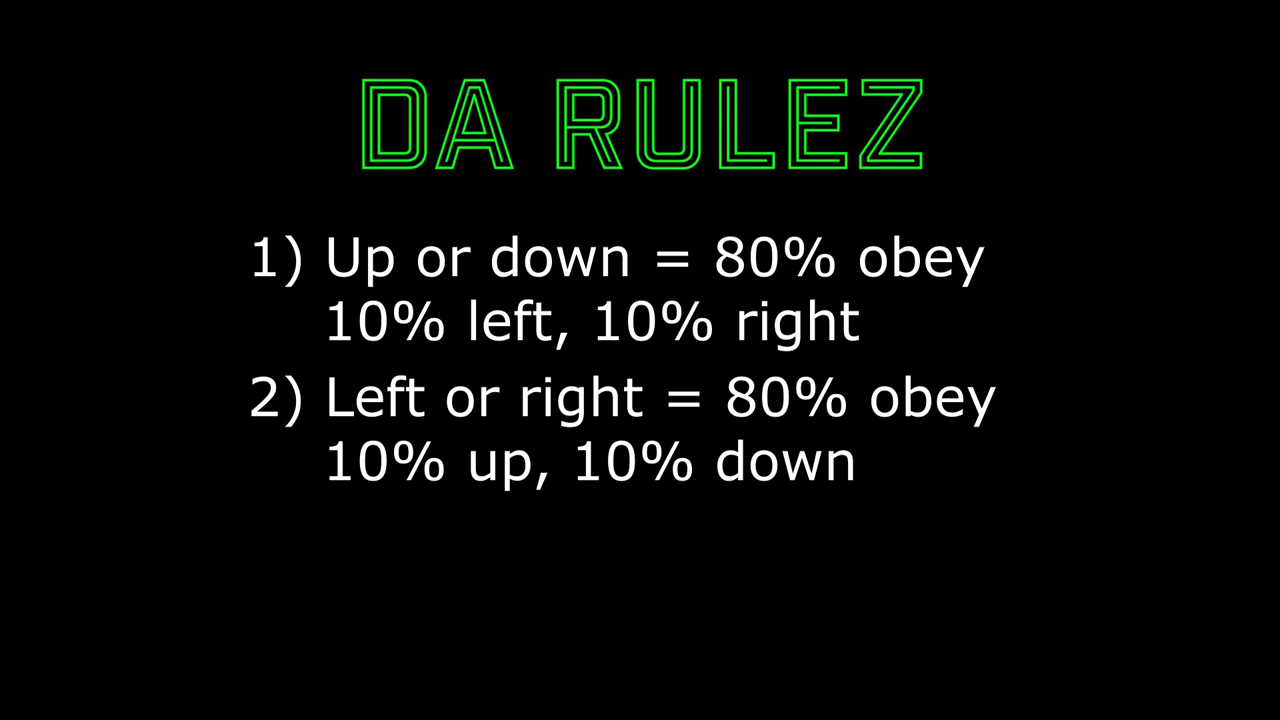 DA RULEZ
1) Up or down = 80% obey
10% left, 10% right
2) Left or right = 80% obey
10% up, 10% down